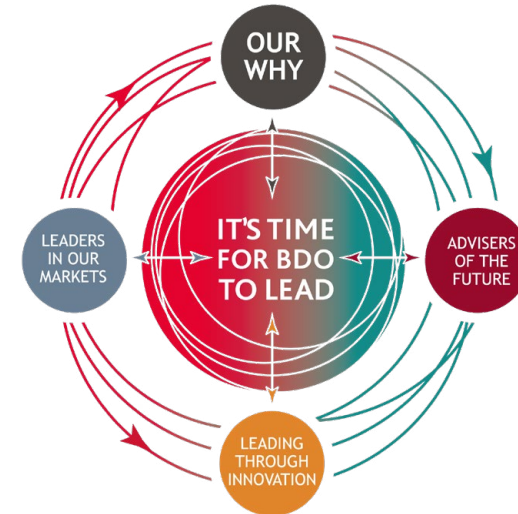 OUR
WHY
IT'S TIME
FOR BDO
TO LEAD
LEADERS
IN OUR
MARKETS
ADVISERS
OF THE
FUTURE
LEADING
THROUGH
INNOVATION